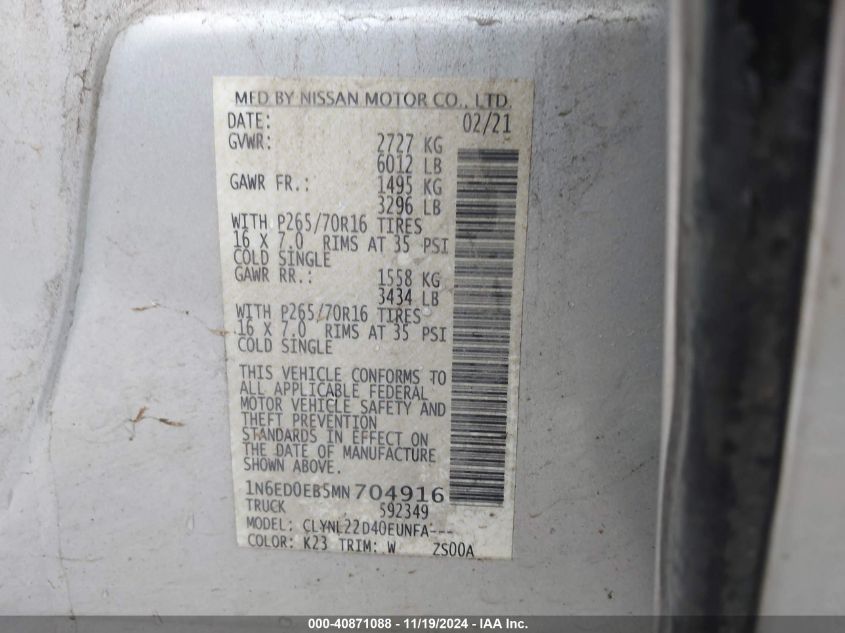 MFD BY NISSAN MOTOR CO., LTD.
DATE: 02/21
GVWR: 2727 KG
6012 LB
GAWR FR.: 1495 KG
3296 LB
WITH P265/70R16 TIRES
16 X 7.0 RIMS AT 35 PSI
COLD SINGLE
GAWR RR.: 1558 KG
3434 LB
WITH P265/70R16 TIRES
16 X 7.0 RIMS AT 35 PSI
COLD SINGLE
THIS VEHICLE CONFORMS TO
ALL APPLICABLE FEDERAL
MOTOR VEHICLE SAFETY AND
THEFT PREVENTION
STANDARDS IN EFFECT ON
THE DATE OF MANUFACTURE
SHOWN ABOVE.
1N6ED0EB5MN704916
TRUCK 592349
MODEL: CLYNL22D40EUNFA---
COLOR: K23 TRIM: W ZS00A
000-40871088 - 11/19/2024 - IAA Inc.